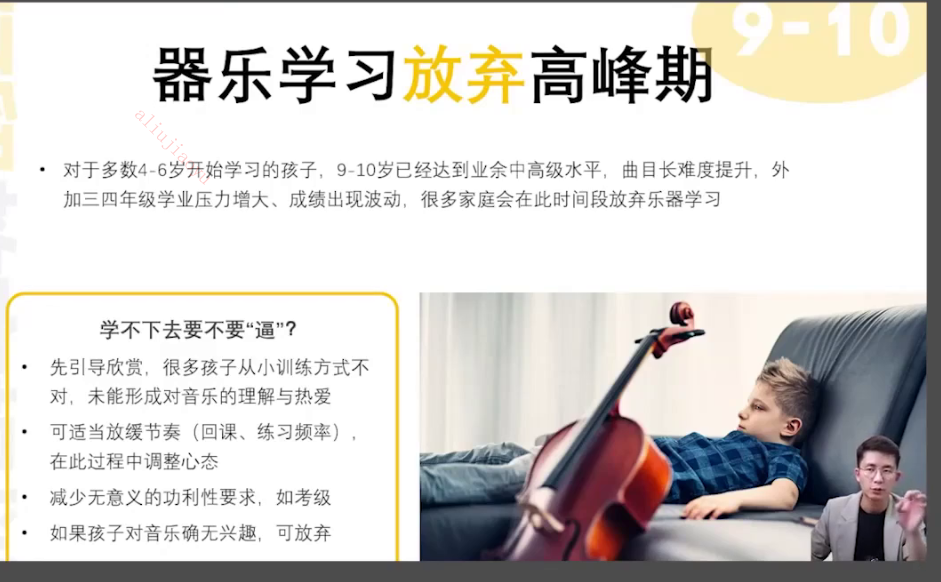 9-10
器乐学习放弃高峰期
aliujiang
• 对于多数4-6岁开始学习的孩子，9-10岁已经达到业余中高级水平，曲目长难度提升，外
加三四年级学业压力增大、成绩出现波动，很多家庭会在此时间段放弃乐器学习
学不下去要不要“逼”？
• 先引导欣赏，很多孩子从小训练方式不
对，未能形成对音乐的理解与热爱
• 可适当放缓节奏（回课、练习频率），
在此过程中调整心态
• 减少无意义的功利性要求，如考级
• 如果孩子对音乐确无兴趣，可放弃